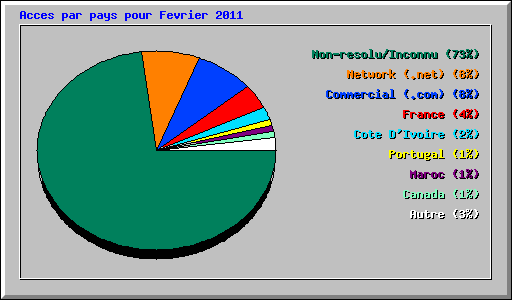 Acces par pays pour Fevrier 2011
Non-resolu/Inconnu (73%)
Network (.net) (8%)
Commercial (.com) (8%)
France (4%)
Cote D'Ivoire (2%)
Portugal (1%)
Maroc (1%)
Canada (1%)
Autre (3%)